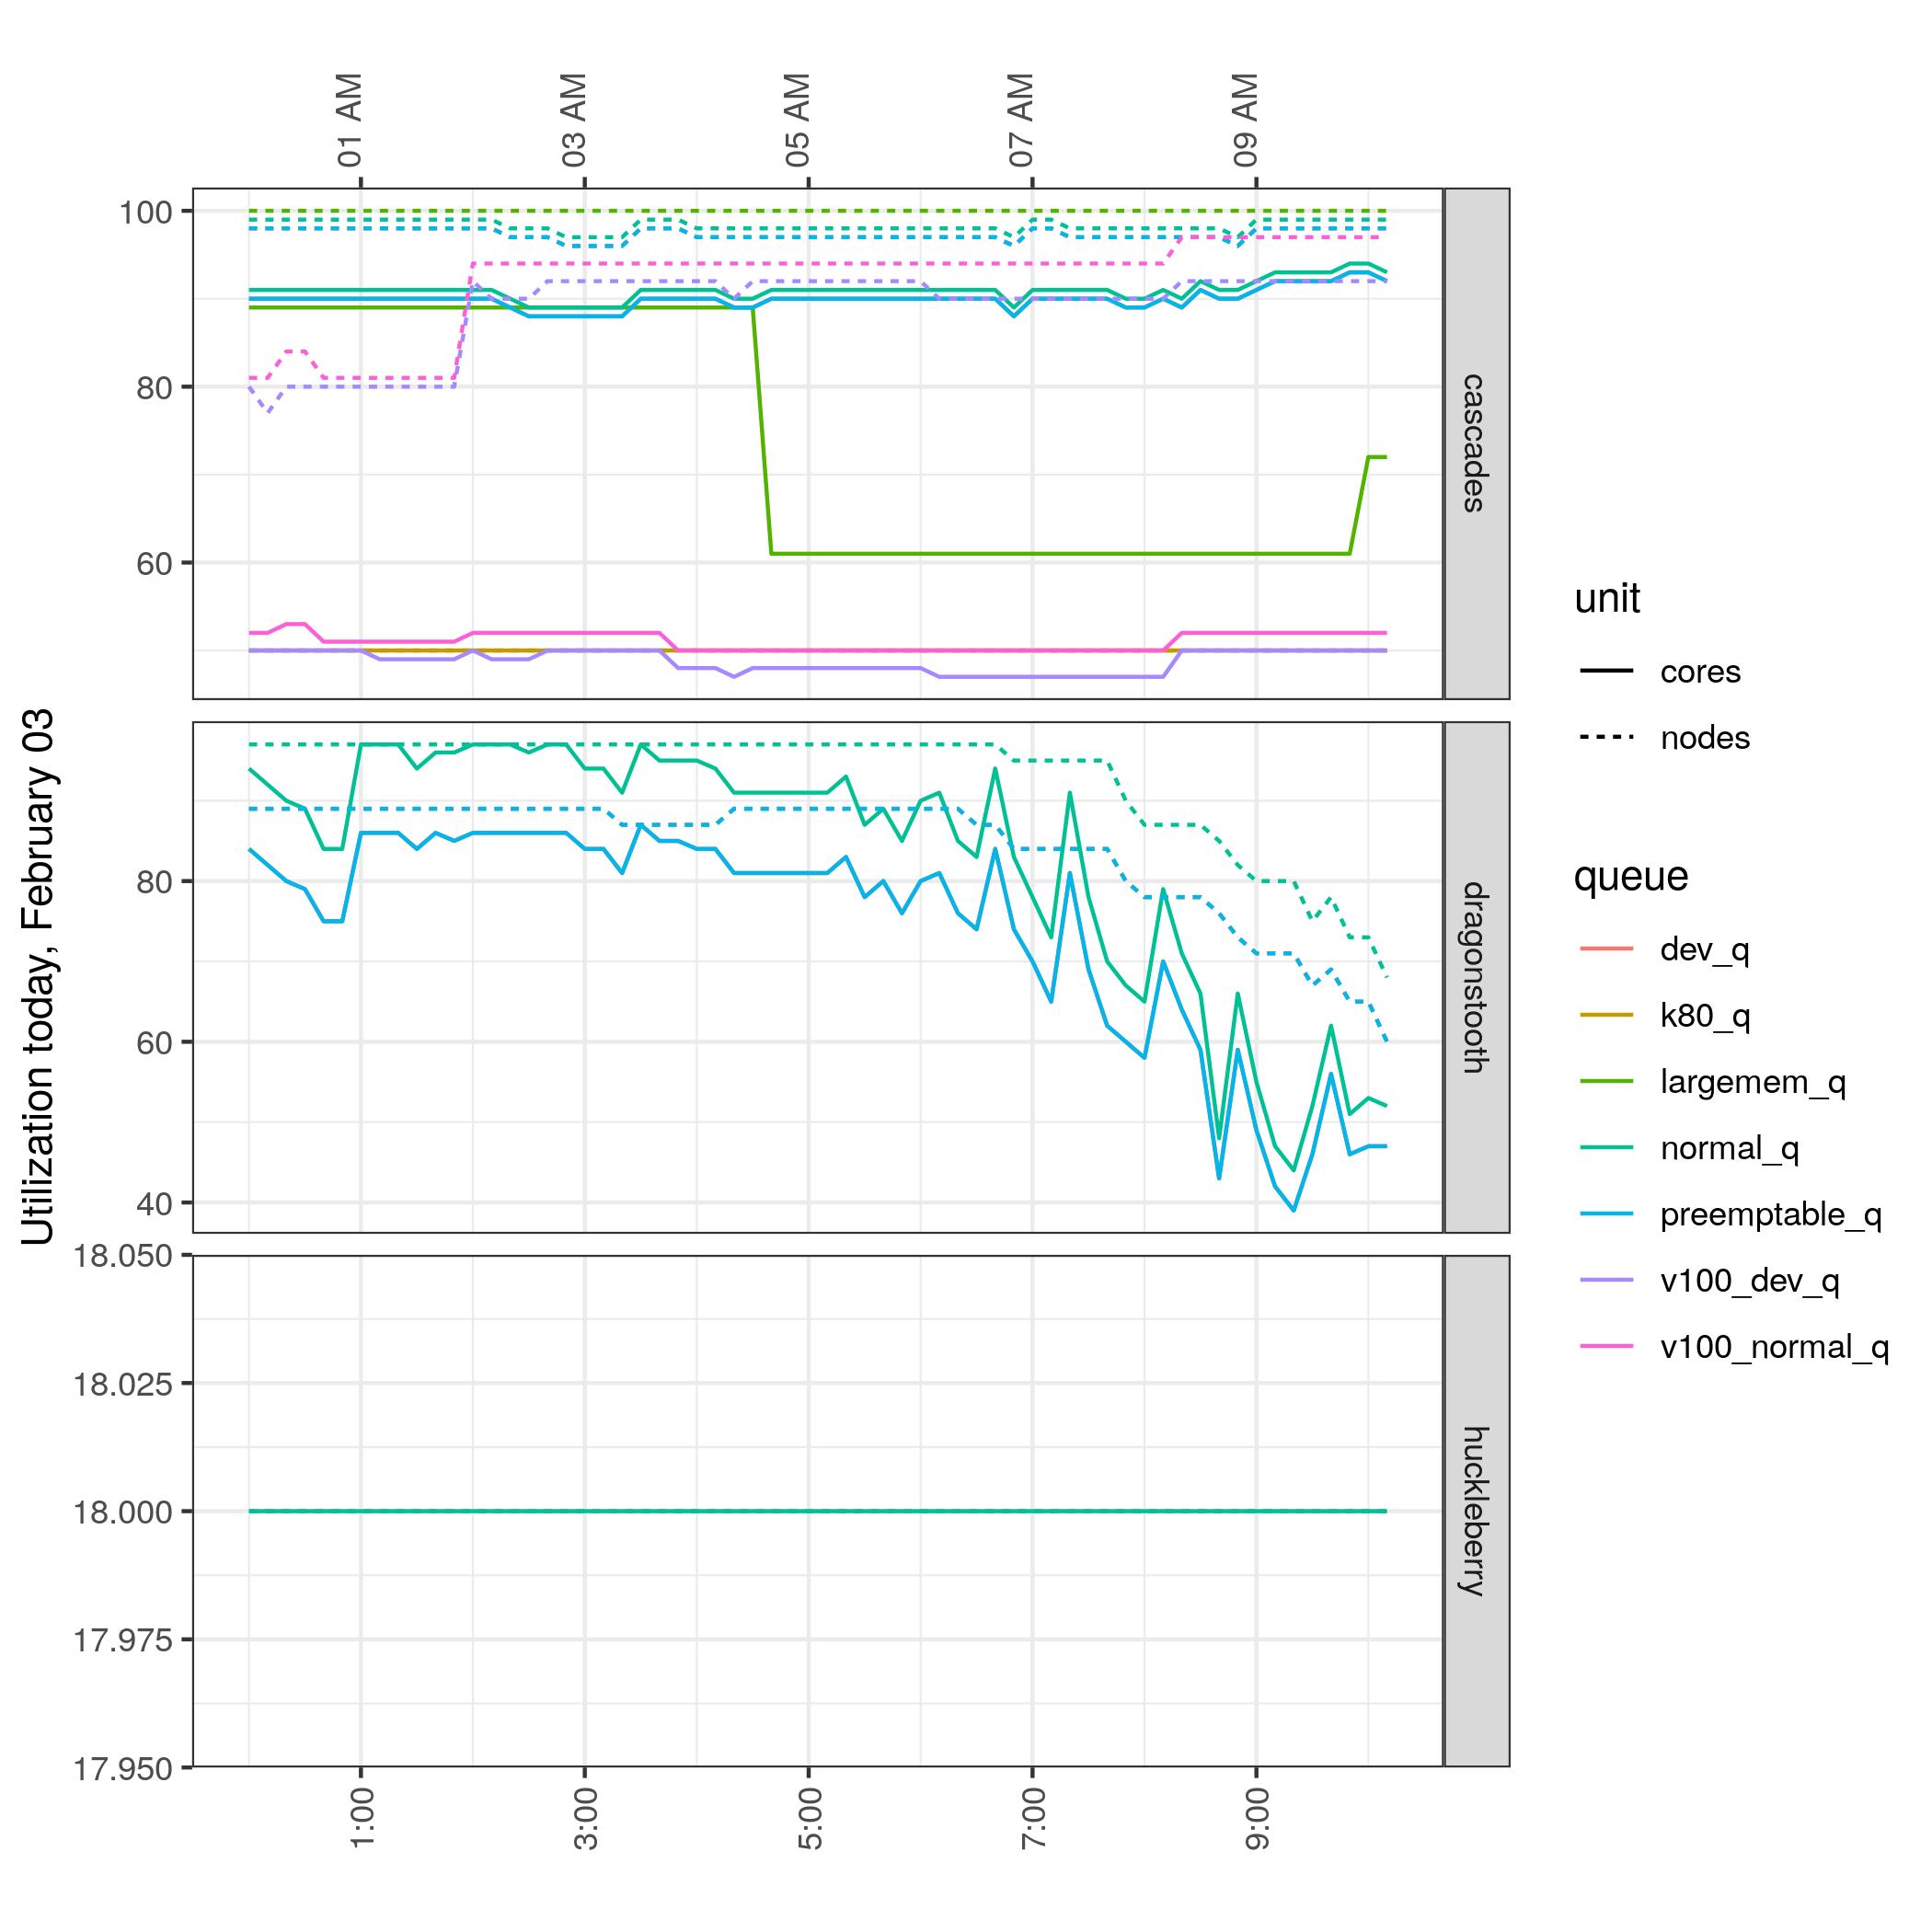 01 AM
03 AM
05 AM
07 AM
09 AM
Utilization today, February 03
100
80
60
cascades
80
60
40
dragonstooth
18.050
18.025
18.000
17.975
17.950
huckleberry
1:00
3:00
5:00
7:00
9:00
unit
cores
nodes
queue
dev_q
k80_q
largemem_q
normal_q
preemptable_q
v100_dev_q
v100_normal_q